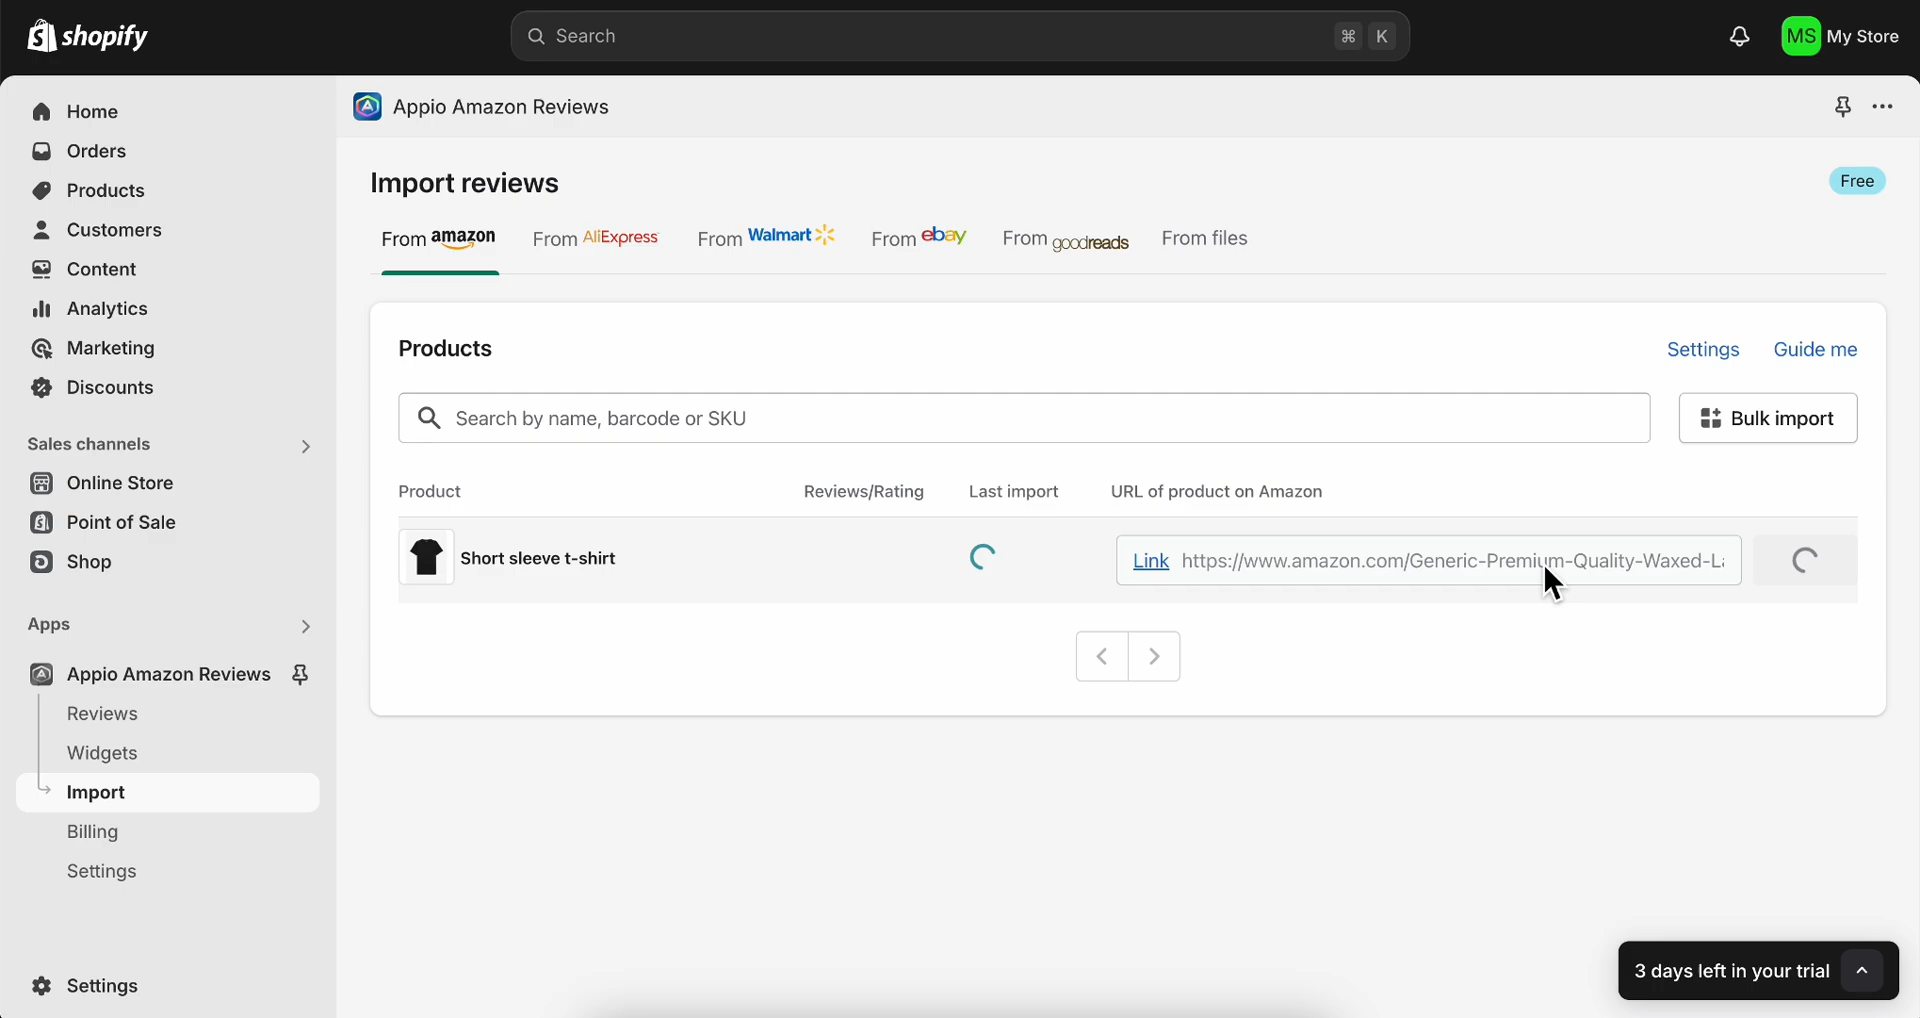 shopify
Search
⌘ K
MS My Store
Home
Orders
Products
Customers
Content
Analytics
Marketing
Discounts
Sales channels
Online Store
Point of Sale
Shop
Apps
Appio Amazon Reviews
Reviews
Widgets
Import
Billing
Settings
Settings
Appio Amazon Reviews
Import reviews
Free
From amazon
From AliExpress
From Walmart
From ebay
From goodreads
From files
Products
Settings
Guide me
Search by name, barcode or SKU
Bulk import
Product Reviews/Rating Last import URL of product on Amazon
Short sleeve t-shirt
Link https://www.amazon.com/Generic-Premium-Quality-Waxed-L
3 days left in your trial